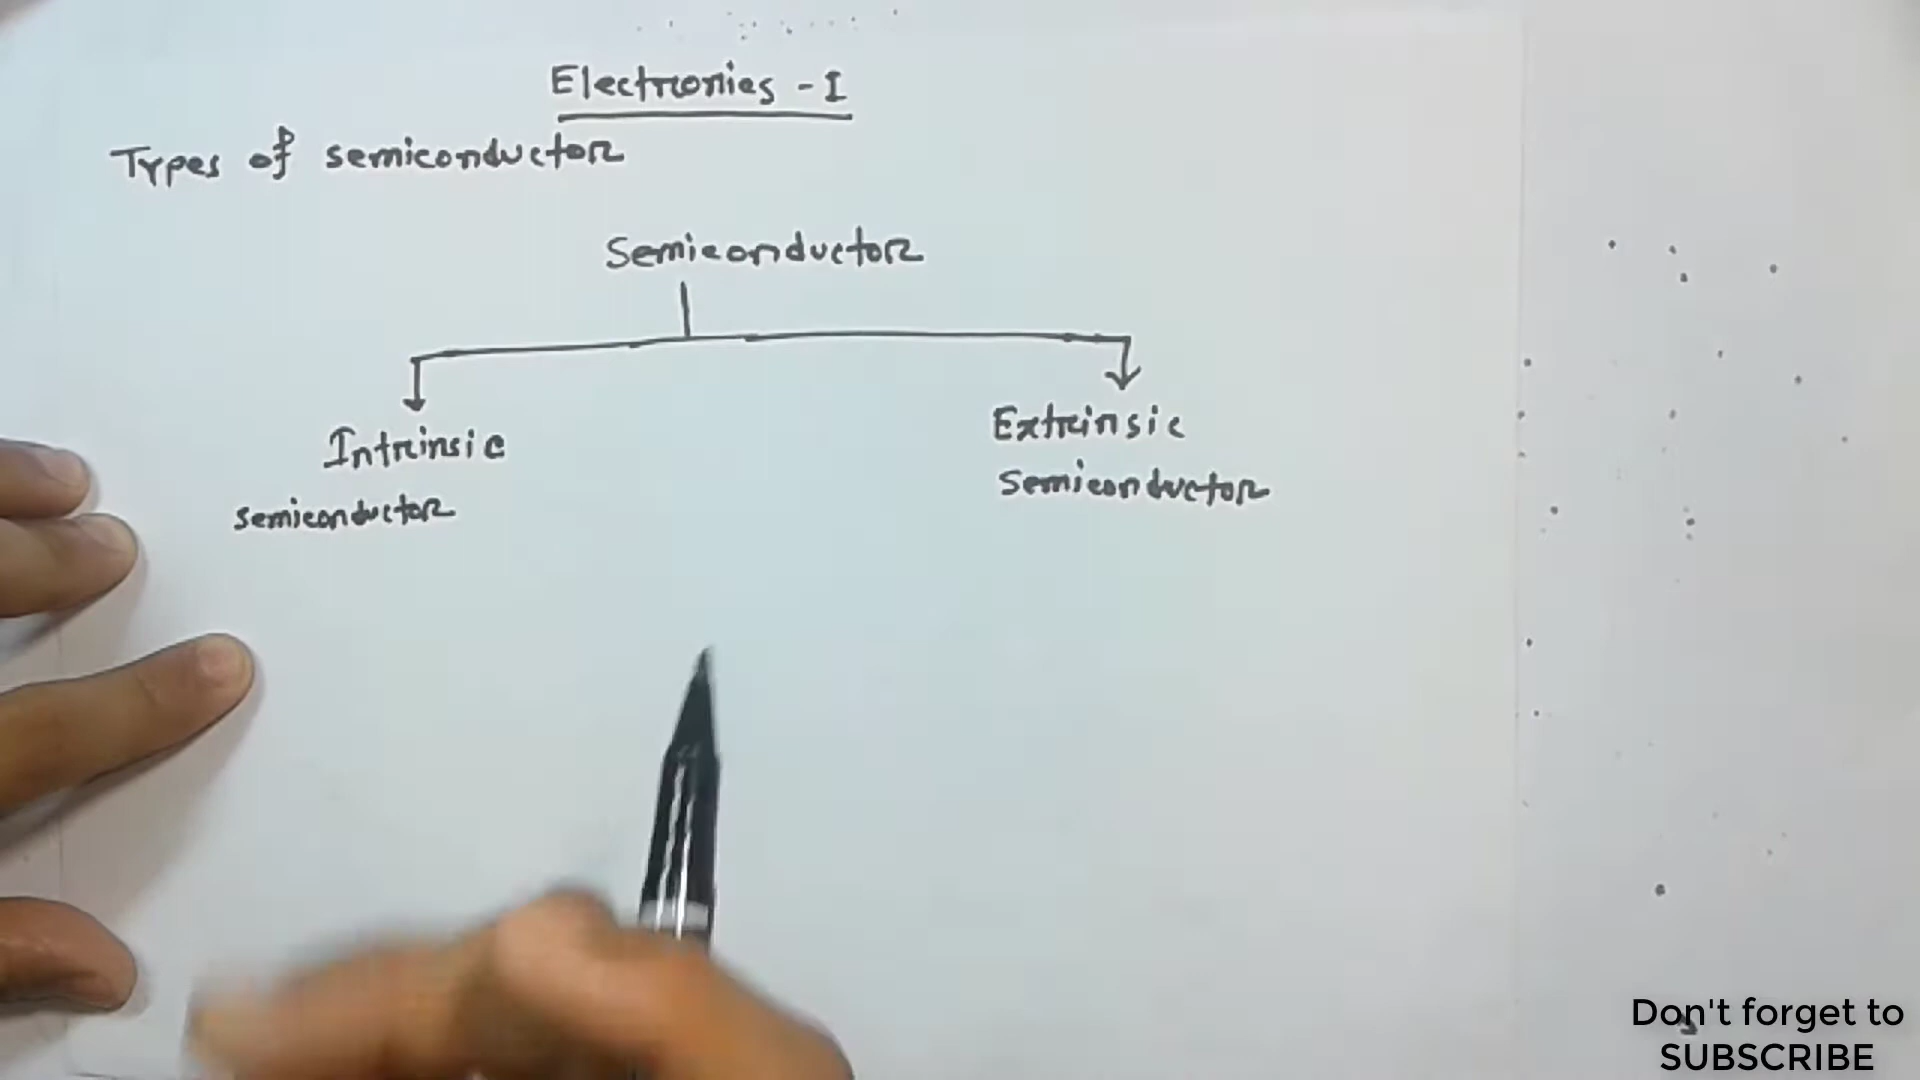 Electronics - I
Types of semiconductor
Semiconductor
Intrinsic
semiconductor
Extrinsic
Semiconductor
Don't forget to
SUBSCRIBE